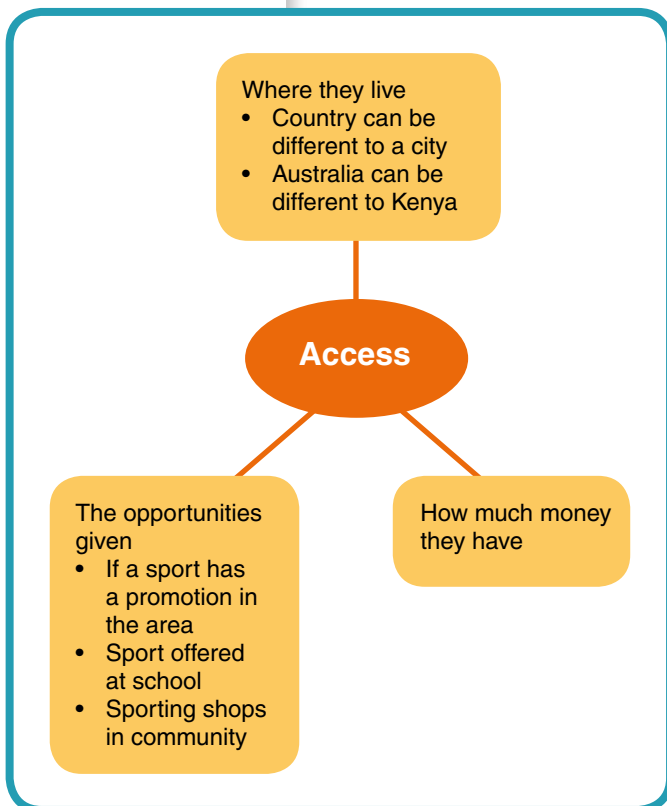 Where they live
• Country can be
different to a city
• Australia can be
different to Kenya
Access
The opportunities
given
• If a sport has
a promotion in
the area
• Sport offered
at school
• Sporting shops
in community
How much money
they have